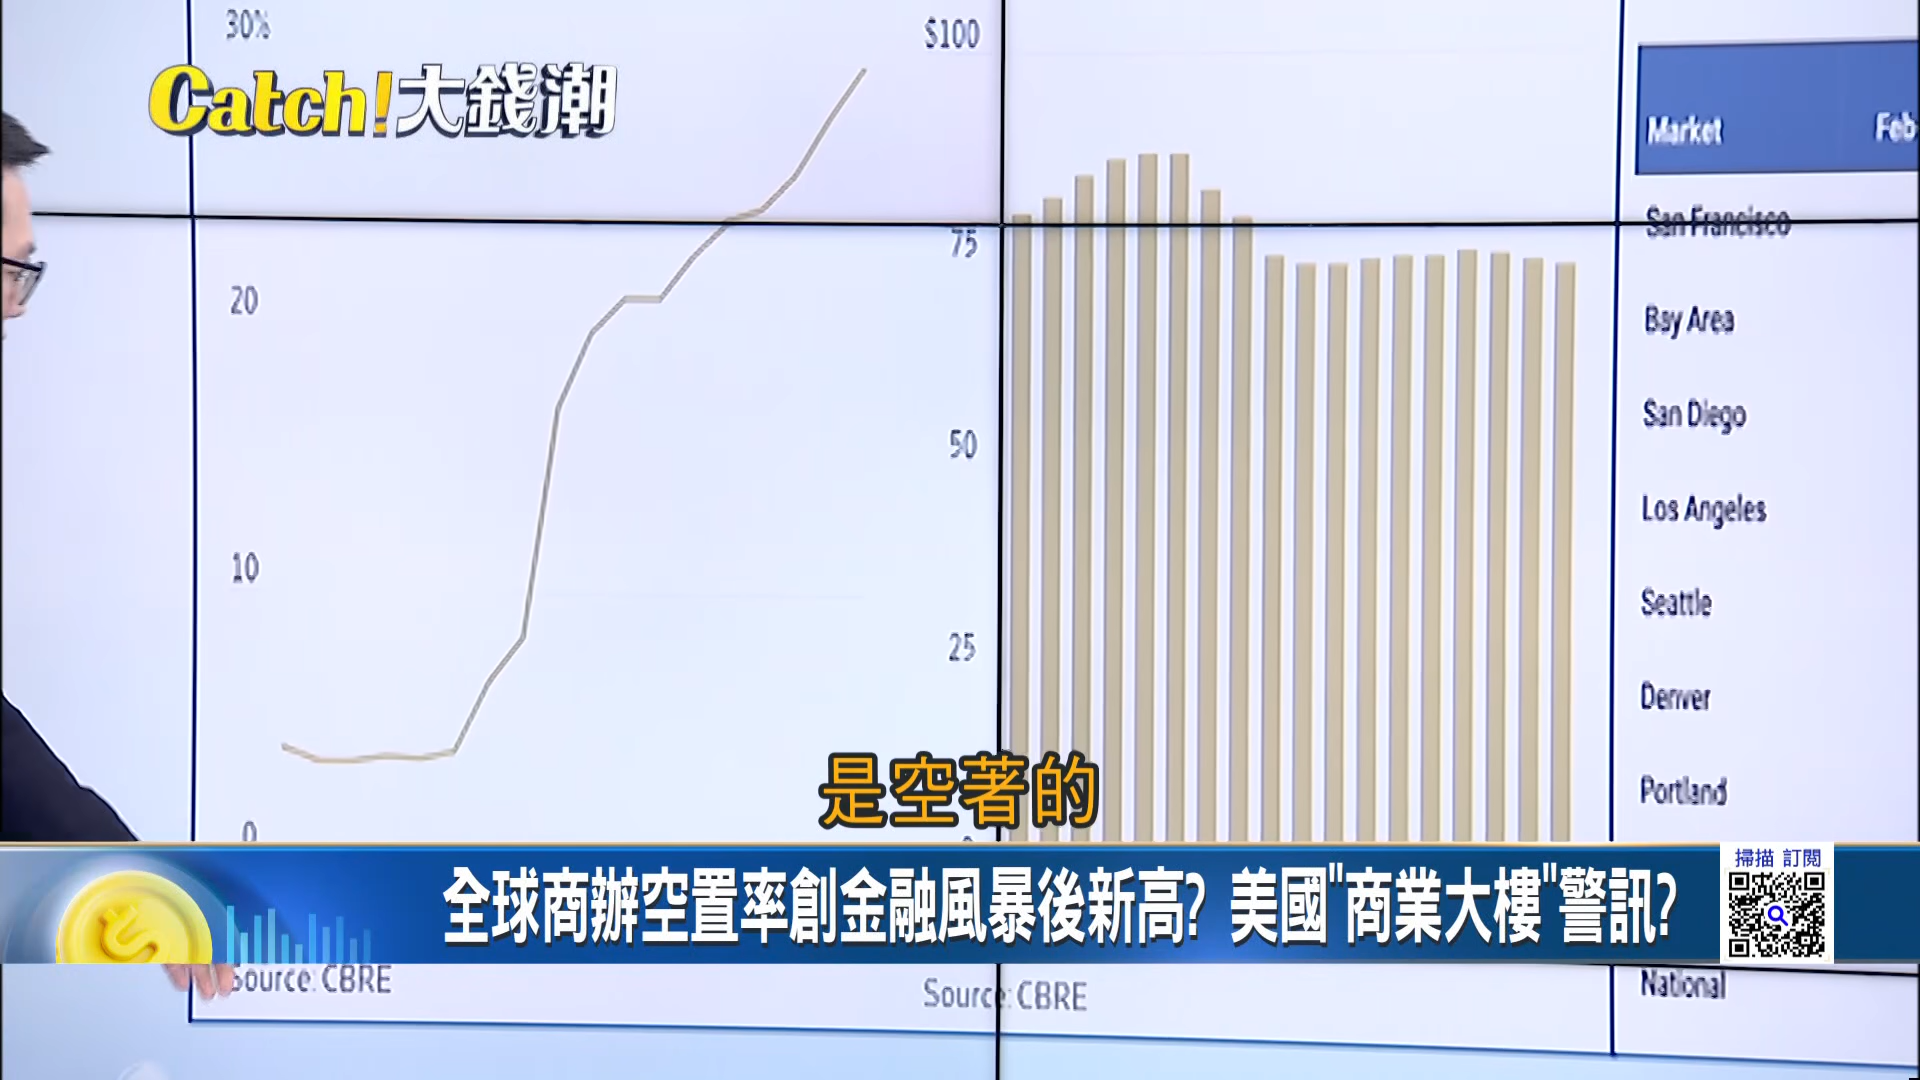 30%
20
10
0
Source: CBRE
Catch!大錢潮
$100
75
50
25
Source: CBRE
Market
Feb
San Francisco
Bay Area
San Diego
Los Angeles
Seattle
Denver
Portland
National
是空著的
全球商辦空置率創金融風暴後新高? 美國"商業大樓"警訊?
掃描 訂閱